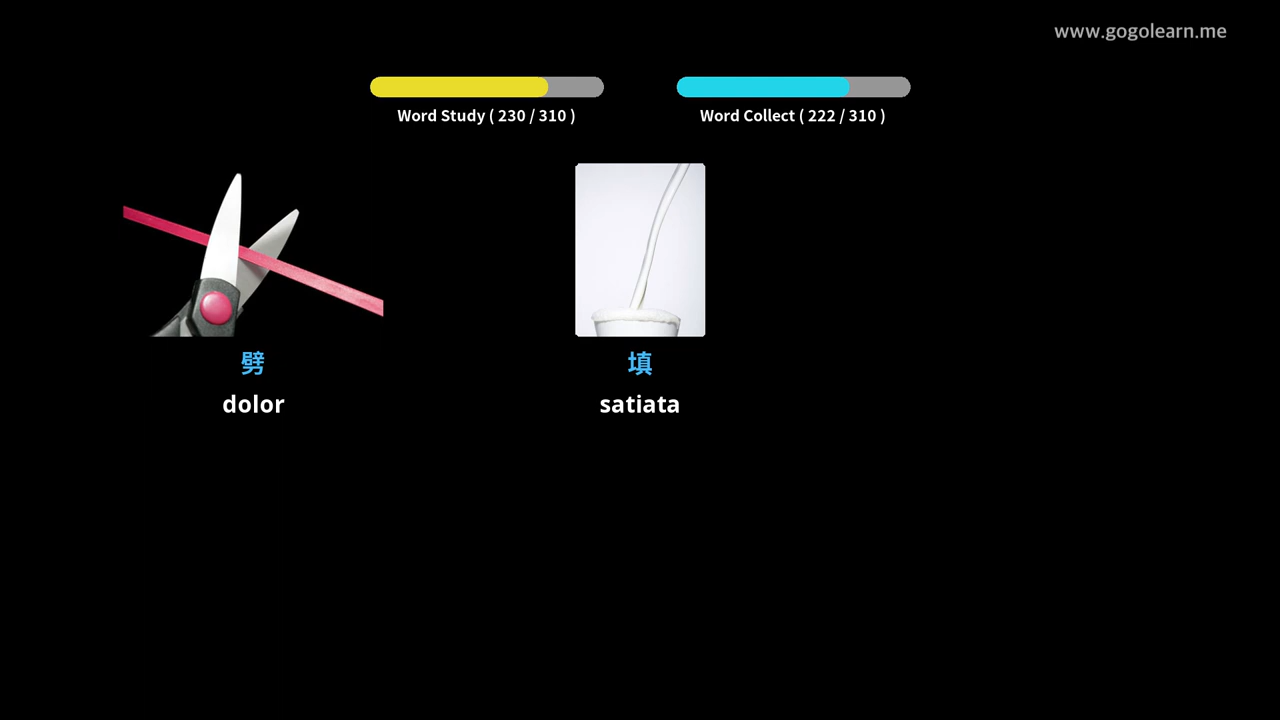 www.gogolearn.me
Word Study ( 230 / 310 )
Word Collect ( 222 / 310 )
劈
dolor
填
satiata